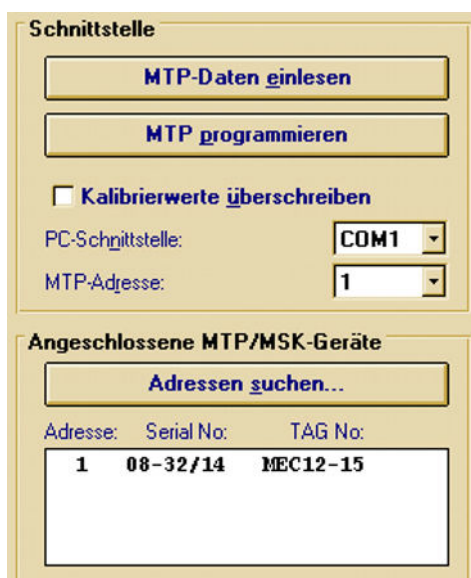 Schnittstelle
MTP-Daten einlesen
MTP programmieren
Kalibrierwerte überschreiben
PC-Schnittstelle: COM1
MTP-Adresse: 1
Angeschlossene MTP/MSK-Geräte
Adressen suchen...
Adresse: Serial No: TAG No:
1 08-32/14 MEC12-15